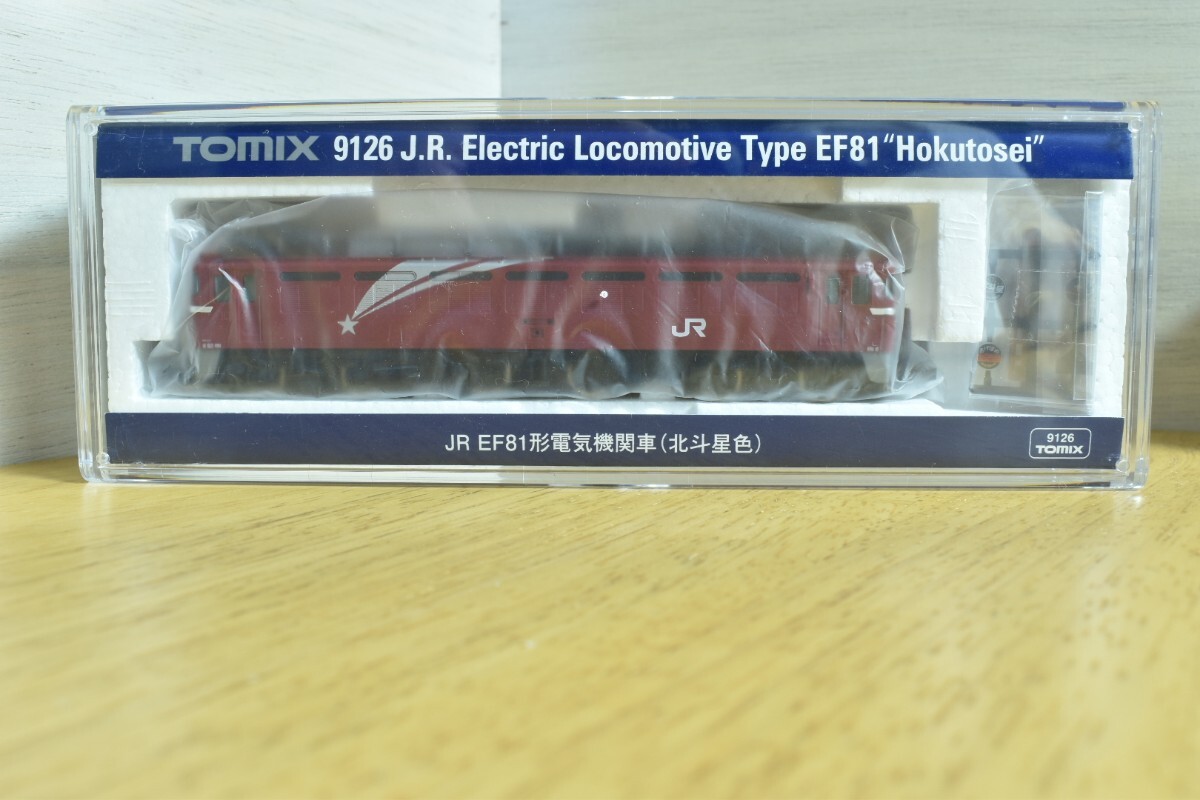 TOMIX 9126 J.R. Electric Locomotive Type EF81 “Hokutosei”
JR
JR EF81形電気機関車(北斗星色)
9126
TOMIX